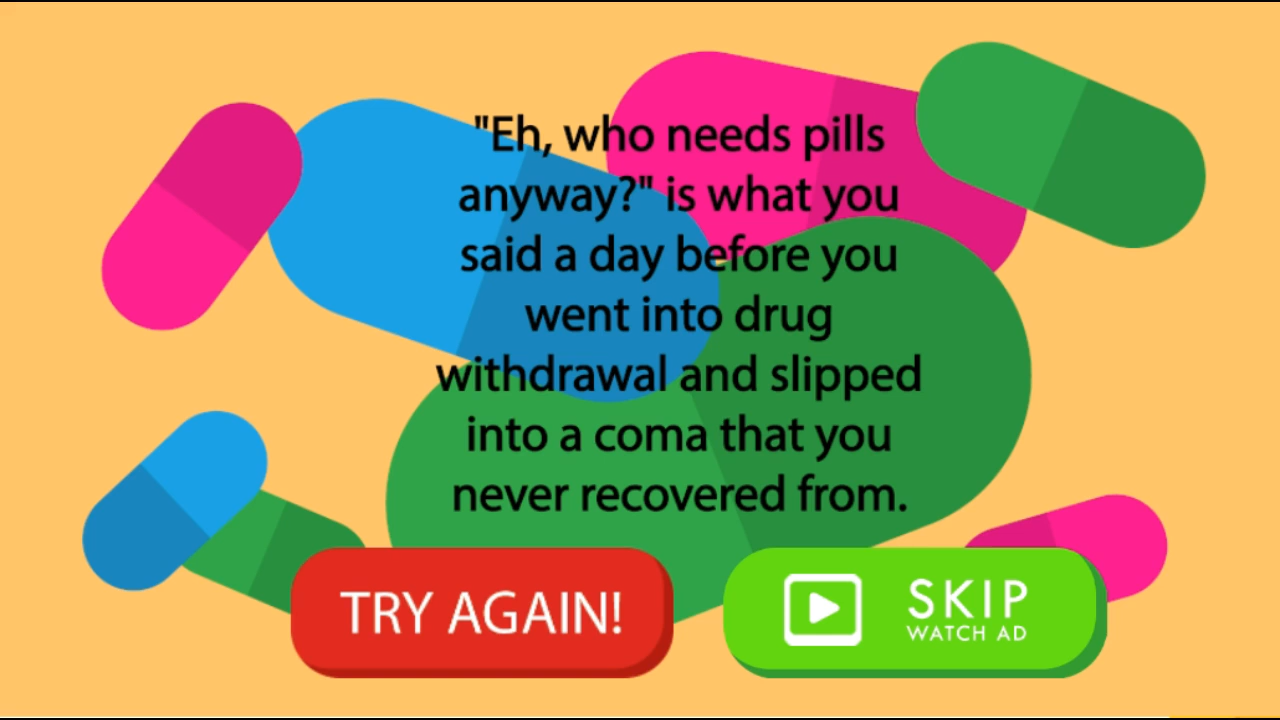 "Eh, who needs pills
anyway?" is what you
said a day before you
went into drug
withdrawal and slipped
into a coma that you
never recovered from.
TRY AGAIN!
SKIP
WATCH AD